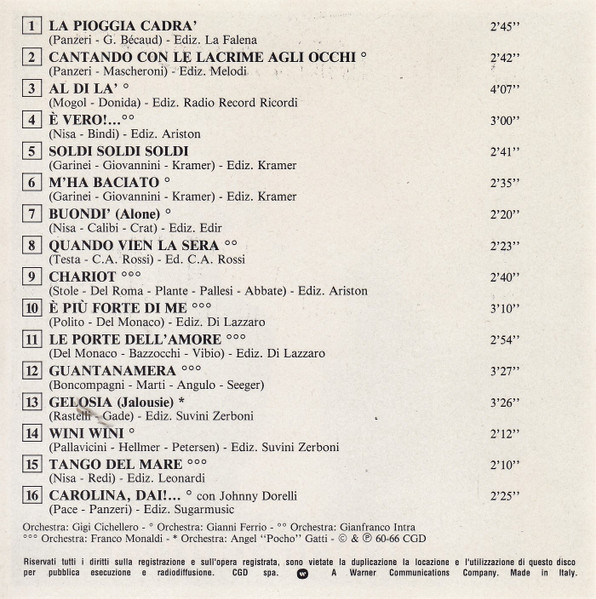 1 LA PIOGGIA CADRA' 2'45''
(Panzeri - G. Bécaud) - Ediz. La Falena
2 CANTANDO CON LE LACRIME AGLI OCCHI ° 2'42''
(Panzeri - Mascheroni) - Ediz. Melodi
3 AL DI LA' ° 4'07''
(Mogol - Donida) - Ediz. Radio Record Ricordi
4 È VERO!...°° 3'00''
(Nisa - Bindi) - Ediz. Ariston
5 SOLDI SOLDI SOLDI 2'41''
(Garinei - Giovannini - Kramer) - Ediz. Kramer
6 M'HA BACIATO ° 2'35''
(Garinei - Giovannini - Kramer) - Ediz. Kramer
7 BUONDI' (Alone) ° 2'20''
(Nisa - Calibi - Crat) - Ediz. Edir
8 QUANDO VIEN LA SERA °° 2'23''
(Testa - C.A. Rossi) - Ed. C.A. Rossi
9 CHARIOT °°° 2'40''
(Stole - Del Roma - Plante - Pallesi - Abbate) - Ediz. Ariston
10 È PIÙ FORTE DI ME °°° 3'10''
(Polito - Del Monaco) - Ediz. Di Lazzaro
11 LE PORTE DELL'AMORE °°° 2'54''
(Del Monaco - Bazzocchi - Vibio) - Ediz. Di Lazzaro
12 GUANTANAMERA °°° 3'27''
(Boncompagni - Marti - Angulo - Seeger)
13 GELOSIA (Jalousie) * 3'26''
(Rastelli - Gade) - Ediz. Suvini Zerboni
14 WINI WINI ° 2'12''
(Pallavicini - Hellmer - Petersen) - Ediz. Suvini Zerboni
15 TANGO DEL MARE °°° 2'10''
(Nisa - Redi) - Ediz. Leonardi
16 CAROLINA, DAI!... ° con Johnny Dorelli 2'25''
(Pace - Panzeri) - Ediz. Sugarmusic
Orchestra: Gigi Cichellero - ° Orchestra: Gianni Ferrio - °° Orchestra: Gianfranco Intra
°°° Orchestra: Franco Monaldi - * Orchestra: Angel ''Pocho'' Gatti - © & ℗ 60-66 CGD
Riservati tutti i diritti sulla registrazione e sull'opera registrata, sono vietate la duplicazione la locazione e l'utilizzazione di questo disco
per pubblica esecuzione e radiodiffusione. CGD spa. W A Warner Communications Company. Made in Italy.